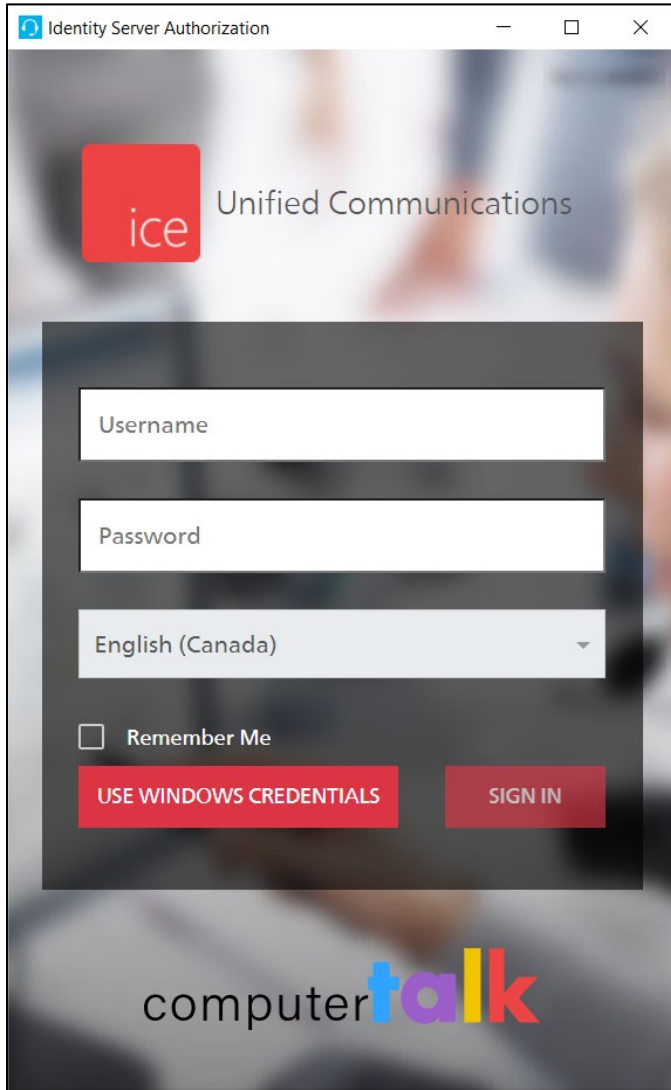 Identity Server Authorization
ice
Unified Communications
Username
Password
English (Canada)
Remember Me
USE WINDOWS CREDENTIALS
SIGN IN
computertalk